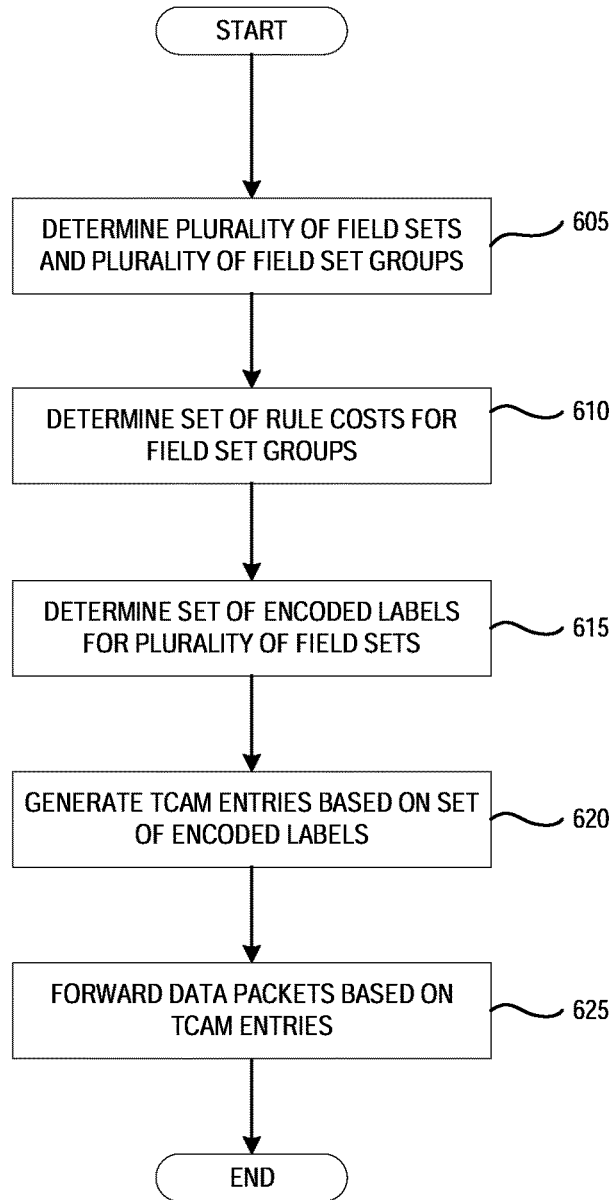 START
DETERMINE PLURALITY OF FIELD SETS
AND PLURALITY OF FIELD SET GROUPS
605
DETERMINE SET OF RULE COSTS FOR
FIELD SET GROUPS
610
DETERMINE SET OF ENCODED LABELS
FOR PLURALITY OF FIELD SETS
615
GENERATE TCAM ENTRIES BASED ON SET
OF ENCODED LABELS
620
FORWARD DATA PACKETS BASED ON
TCAM ENTRIES
625
END